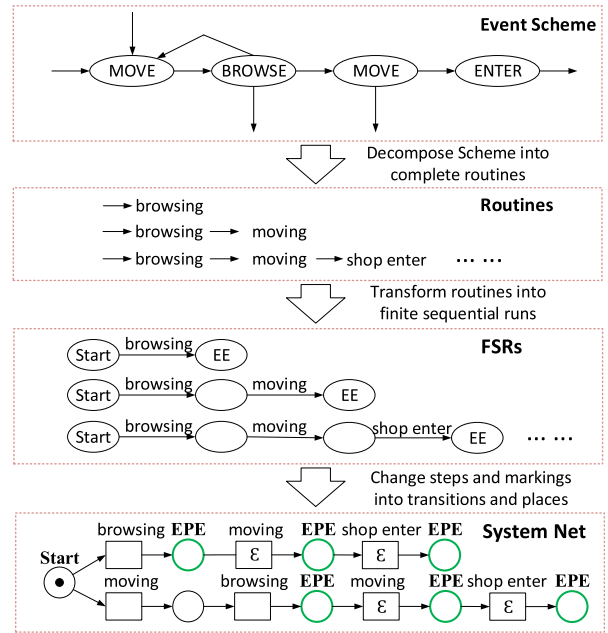 Event Scheme
MOVE BROWSE MOVE ENTER
Decompose Scheme into
complete routines
Routines
browsing
browsing moving
browsing moving shop enter ... ...
Transform routines into
finite sequential runs
FSRs
Start browsing EE
Start browsing moving EE
Start browsing moving shop enter EE ... ...
Change steps and markings
into transitions and places
System Net
browsing EPE moving EPE shop enter EPE
Start
ε ε
moving browsing EPE moving EPE shop enter EPE
ε ε